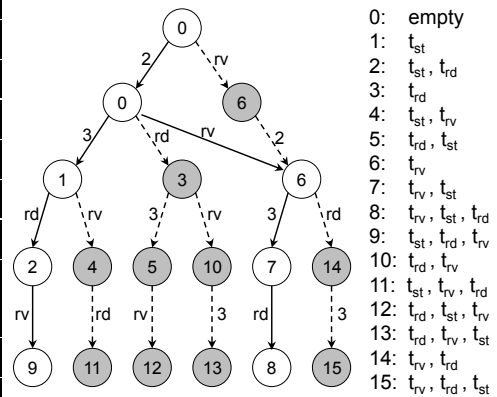 0
2
rv
0
6
3
rd
rv
2
1
3
6
rd
rv
3
rv
3
rd
2
4
5
10
7
14
rv
rd
rv
3
rd
3
9
11
12
13
8
15
0: empty
1: t_st
2: t_st , t_rd
3: t_rd
4: t_st , t_rv
5: t_rd , t_st
6: t_rv
7: t_rv , t_st
8: t_rv , t_st , t_rd
9: t_st , t_rd , t_rv
10: t_rd , t_rv
11: t_st , t_rv , t_rd
12: t_rd , t_st , t_rv
13: t_rd , t_rv , t_st
14: t_rv , t_rd
15: t_rv , t_rd , t_st